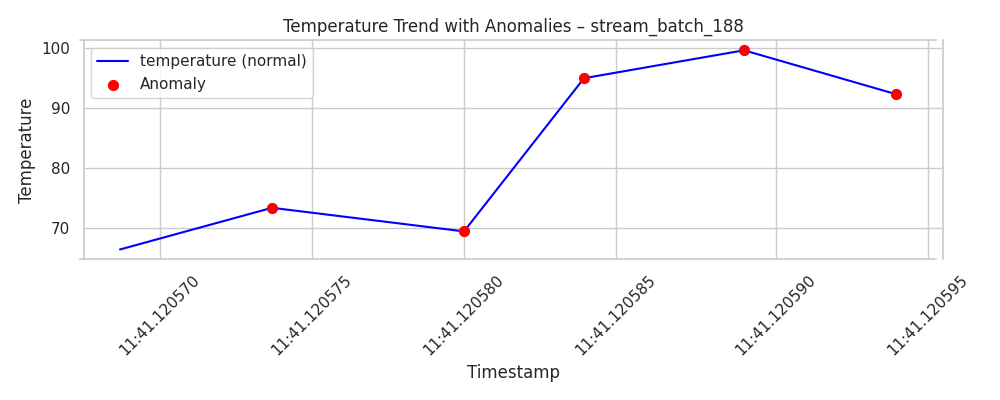 Temperature Trend with Anomalies – stream_batch_188
temperature (normal)
Anomaly
Temperature
100
90
80
70
11:41.120570
11:41.120575
11:41.120580
11:41.120585
11:41.120590
11:41.120595
Timestamp